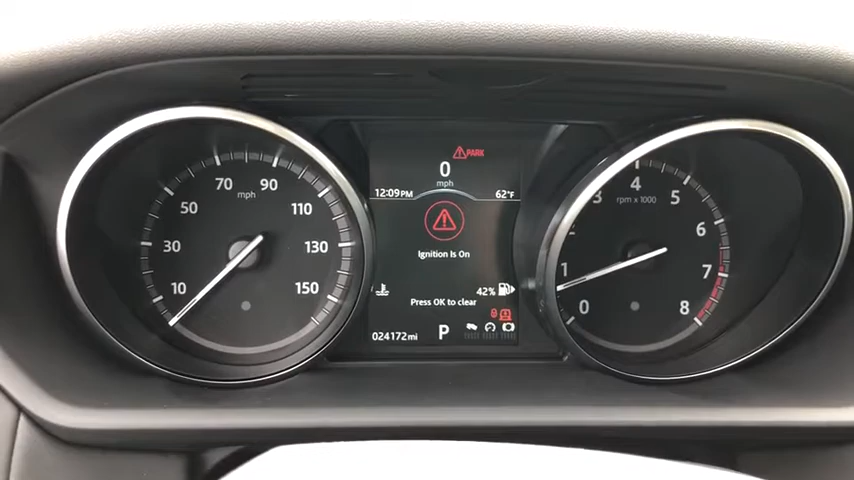 10 30 50 70 90 110 130 150
mph
PARK
0
mph
12:09PM 62°F
Ignition Is On
42%
Press OK to clear
024172mi P
0 1 2 3 4 5 6 7 8
rpm x 1000